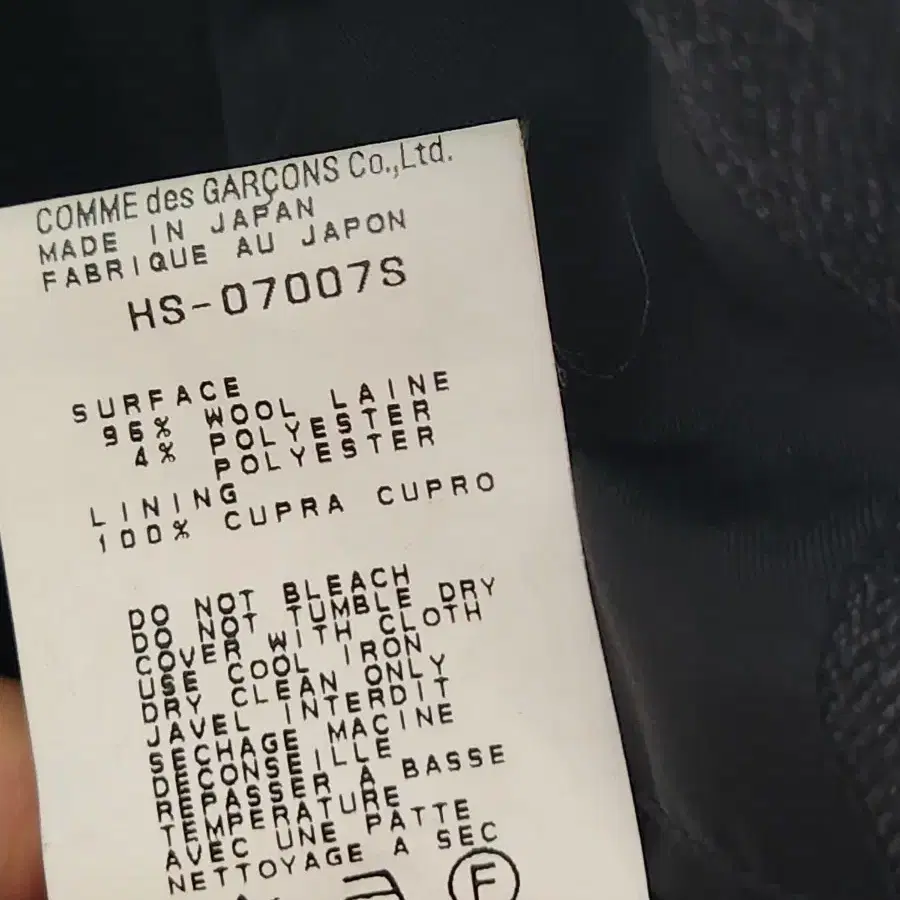 COMME des GARÇONS Co.,Ltd.
MADE IN JAPAN
FABRIQUE AU JAPON
HS-07007S
SURFACE
96% WOOL LAINE
4% POLYESTER
POLYESTER
LINING
100% CUPRA CUPRO
DO NOT BLEACH
DO NOT TUMBLE DRY
COVER WITH CLOTH
USE COOL IRON
DRY CLEAN ONLY
JAVEL INTERDIT
SECHAGE MACINE
DECONSEILLE
REPASSER A BASSE
TEMPERATURE
AVEC UNE PATTE
NETTOYAGE A SEC
F